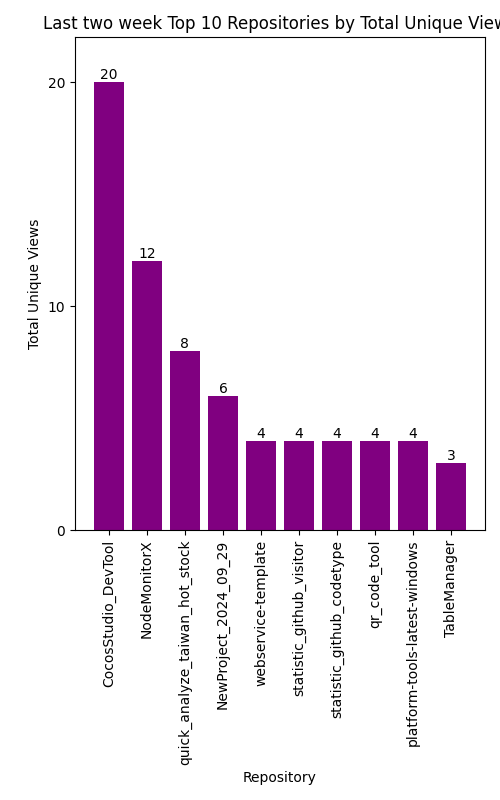 Last two week Top 10 Repositories by Total Unique View
20
12
8
6
4
4
4
4
4
3
20
10
0
Total Unique Views
CocosStudio_DevTool
NodeMonitorX
quick_analyze_taiwan_hot_stock
NewProject_2024_09_29
webservice-template
statistic_github_visitor
statistic_github_codetype
qr_code_tool
platform-tools-latest-windows
TableManager
Repository